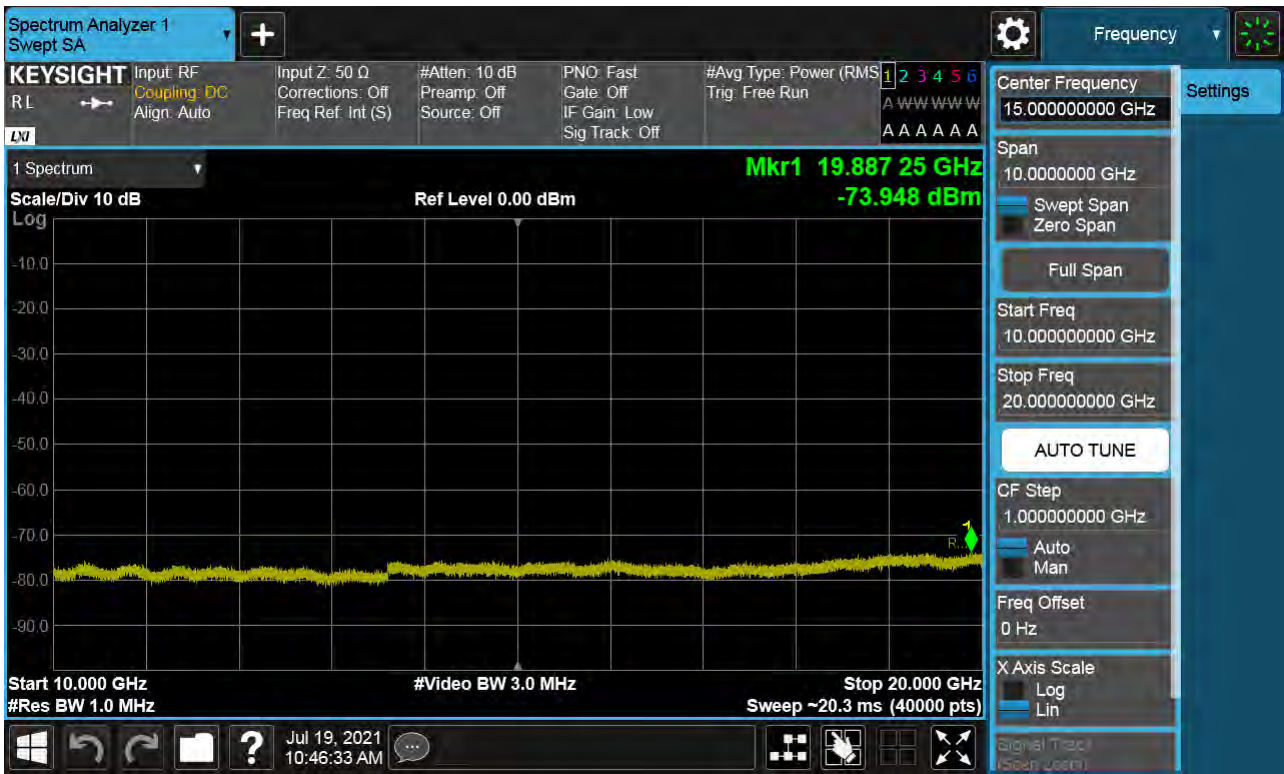 Spectrum Analyzer 1
Swept SA
Frequency
KEYSIGHT
RL
LXI
Input: RF
Coupling: DC
Align: Auto
Input Z: 50 Ω
Corrections: Off
Freq Ref: Int (S)
#Atten: 10 dB
Preamp: Off
Source: Off
PNO: Fast
Gate: Off
IF Gain: Low
Sig Track: Off
#Avg Type: Power (RMS
Trig: Free Run
1 2 3 4 5 6
A W W W W W
A A A A A A
1 Spectrum
Mkr1 19.887 25 GHz
-73.948 dBm
Scale/Div 10 dB
Ref Level 0.00 dBm
Log
-10.0
-20.0
-30.0
-40.0
-50.0
-60.0
-70.0
-80.0
-90.0
1
R...
Start 10.000 GHz
#Video BW 3.0 MHz
Stop 20.000 GHz
#Res BW 1.0 MHz
Sweep ~20.3 ms (40000 pts)
Center Frequency
15.000000000 GHz
Settings
Span
10.0000000 GHz
Swept Span
Zero Span
Full Span
Start Freq
10.000000000 GHz
Stop Freq
20.000000000 GHz
AUTO TUNE
CF Step
1.000000000 GHz
Auto
Man
Freq Offset
0 Hz
X Axis Scale
Log
Lin
Signal Track
(Span Zoom)
?
Jul 19, 2021
10:46:33 AM